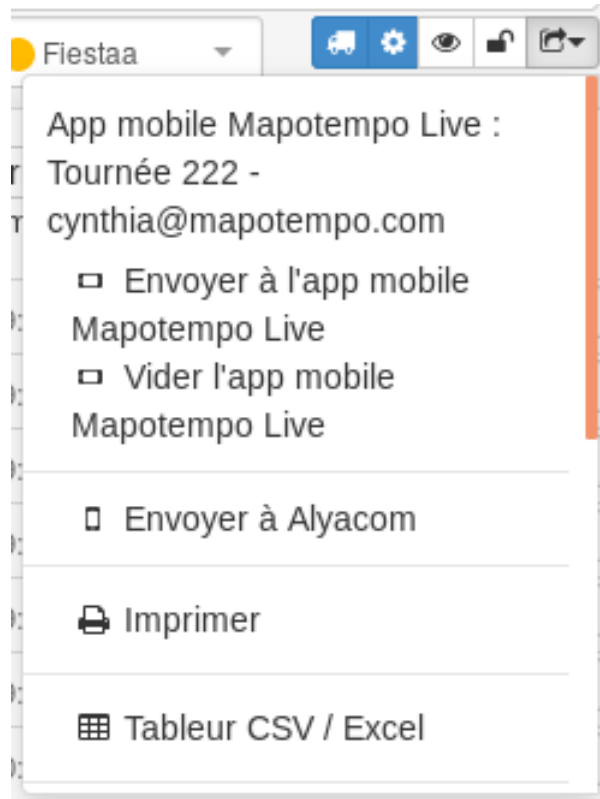 Fiestaa
App mobile Mapotempo Live :
Tournée 222 -
cynthia@mapotempo.com
Envoyer à l'app mobile
Mapotempo Live
Vider l'app mobile
Mapotempo Live
Envoyer à Alyacom
Imprimer
Tableur CSV / Excel